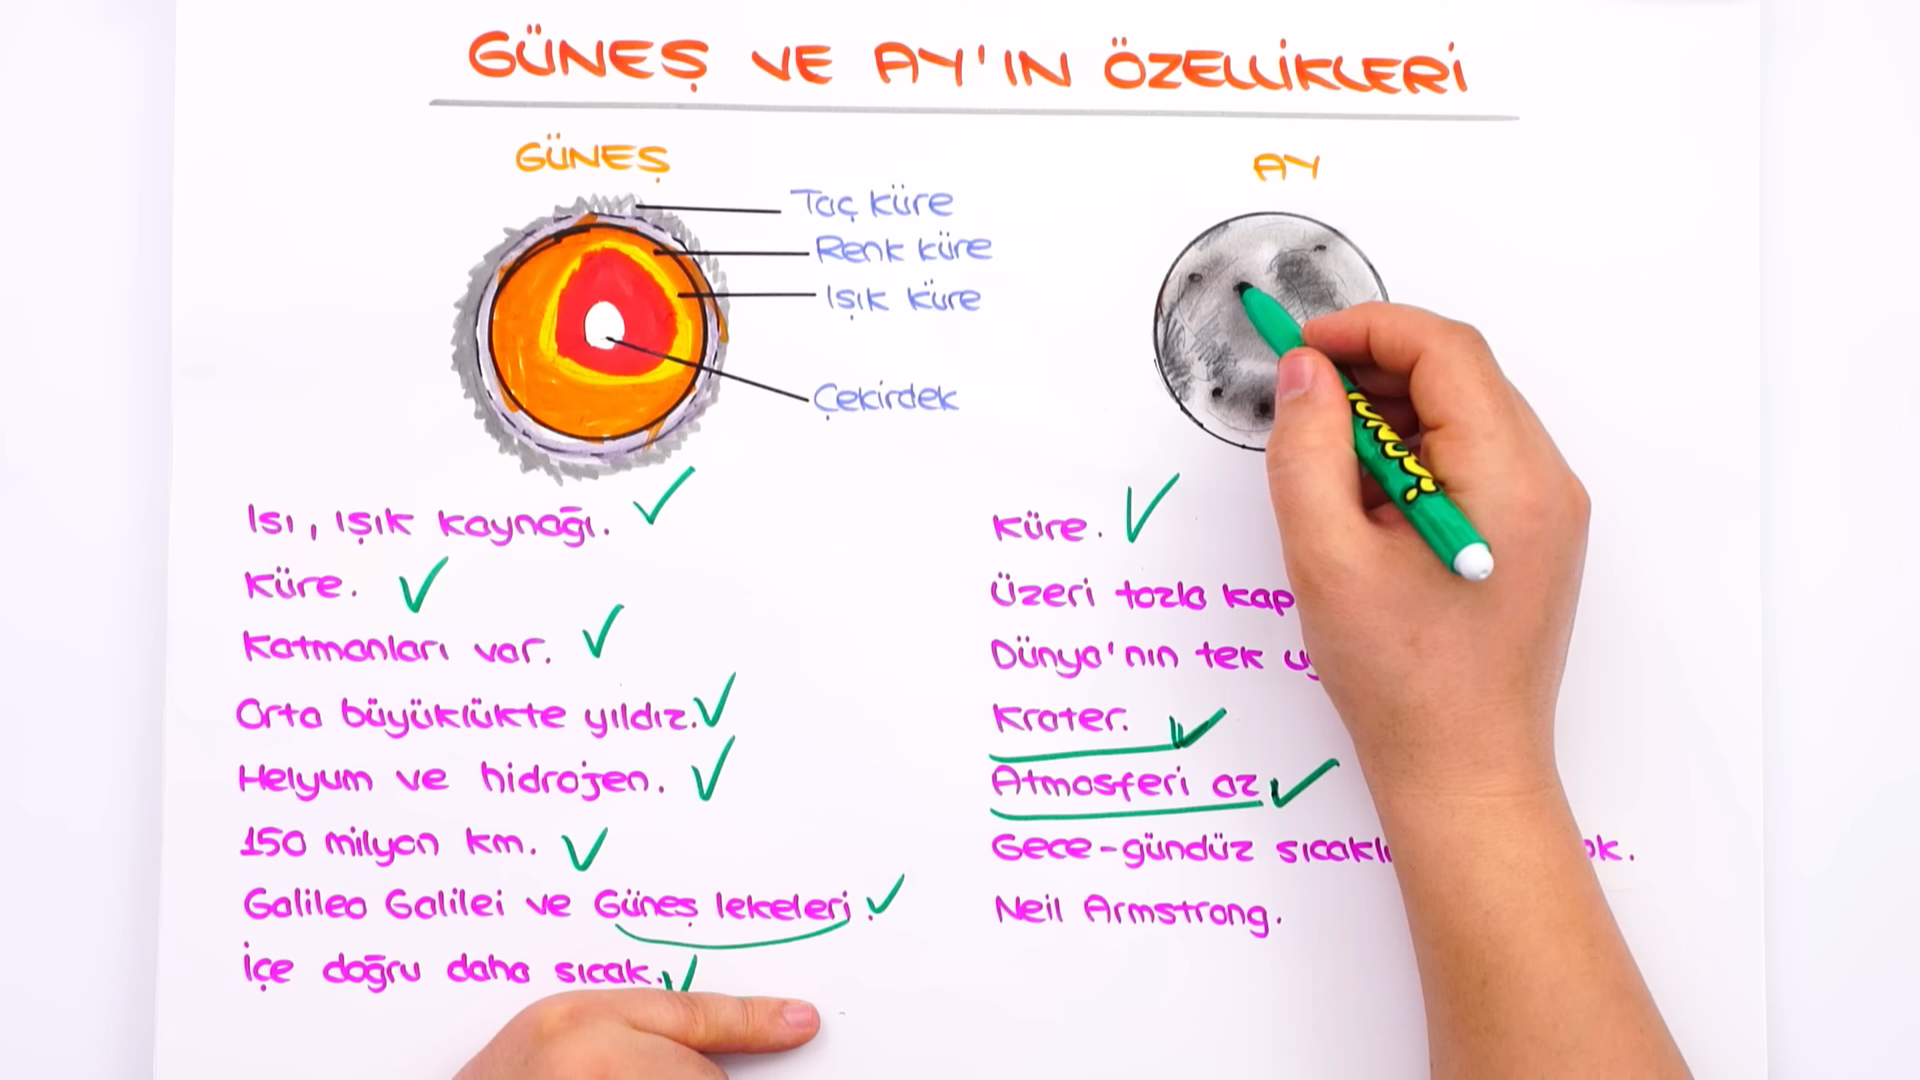 GÜNEŞ VE AY'IN ÖZELLİKLERİ
GÜNEŞ
Taç küre
Renk küre
Işık küre
Çekirdek
Isı, ışık kaynağı.
Küre.
Katmanları var.
Orta büyüklükte yıldız.
Helyum ve hidrojen.
150 milyon km.
Galileo Galilei ve Güneş lekeleri.
İçe doğru daha sıcak.
AY
Küre.
Üzeri tozla
Dünya'nın tek
Krater.
Atmosferi az
Gece-gündüz
Neil Armstrong.